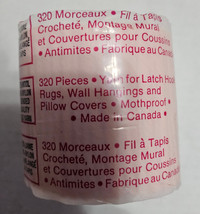 320 Morceaux • Fil à Tapis
Crocheté, Montage Mural
et Couvertures pour Coussins
• Antimites • Fabrique au Canada
320 Pieces • Yarn for Latch Hook
Rugs, Wall Hangings and
Pillow Covers • Mothproof •
• Made in Canada •
320 Morceaux • Fil à Tapis
Crocheté, Montage Mural
et Couvertures pour Coussins
• Antimites • Fabrique au Canada